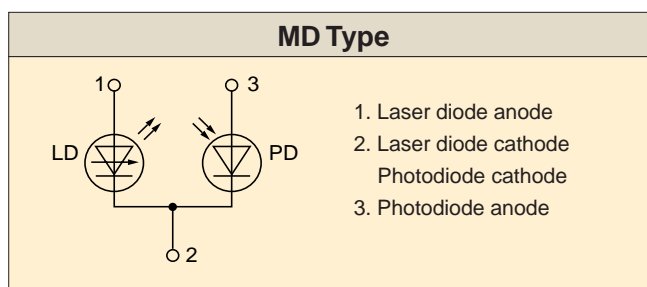 MD Type
1
3
LD
PD
2
1. Laser diode anode
2. Laser diode cathode
Photodiode cathode
3. Photodiode anode